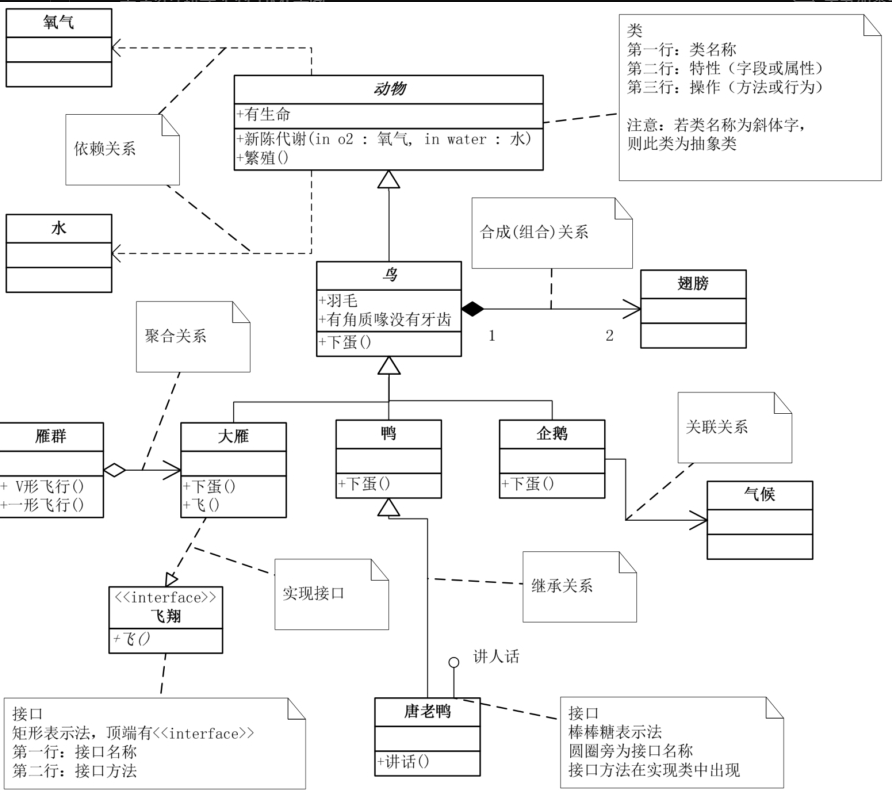 氧气
动物
+有生命
+新陈代谢(in o2 : 氧气, in water : 水)
+繁殖()
类
第一行：类名称
第二行：特性（字段或属性）
第三行：操作（方法或行为）
注意：若类名称为斜体字，
则此类为抽象类
依赖关系
水
合成(组合)关系
鸟
+羽毛
+有角质喙没有牙齿
+下蛋()
1
2
翅膀
聚合关系
雁群
+ V形飞行()
+一形飞行()
大雁
+下蛋()
+飞()
鸭
+下蛋()
企鹅
+下蛋()
关联关系
气候
<<interface>>
飞翔
+飞()
实现接口
继承关系
讲人话
唐老鸭
+讲话()
接口
矩形表示法，顶端有<<interface>>
第一行：接口名称
第二行：接口方法
接口
棒棒糖表示法
圆圈旁为接口名称
接口方法在实现类中出现